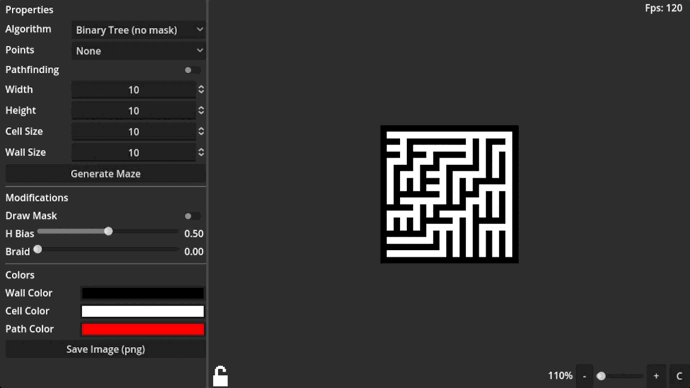 Properties
Fps: 120
Algorithm Binary Tree (no mask)
Points None
Pathfinding
Width 10
Height 10
Cell Size 10
Wall Size 10
Generate Maze
Modifications
Draw Mask
H Bias 0.50
Braid 0.00
Colors
Wall Color
Cell Color
Path Color
Save Image (png)
110% - + C